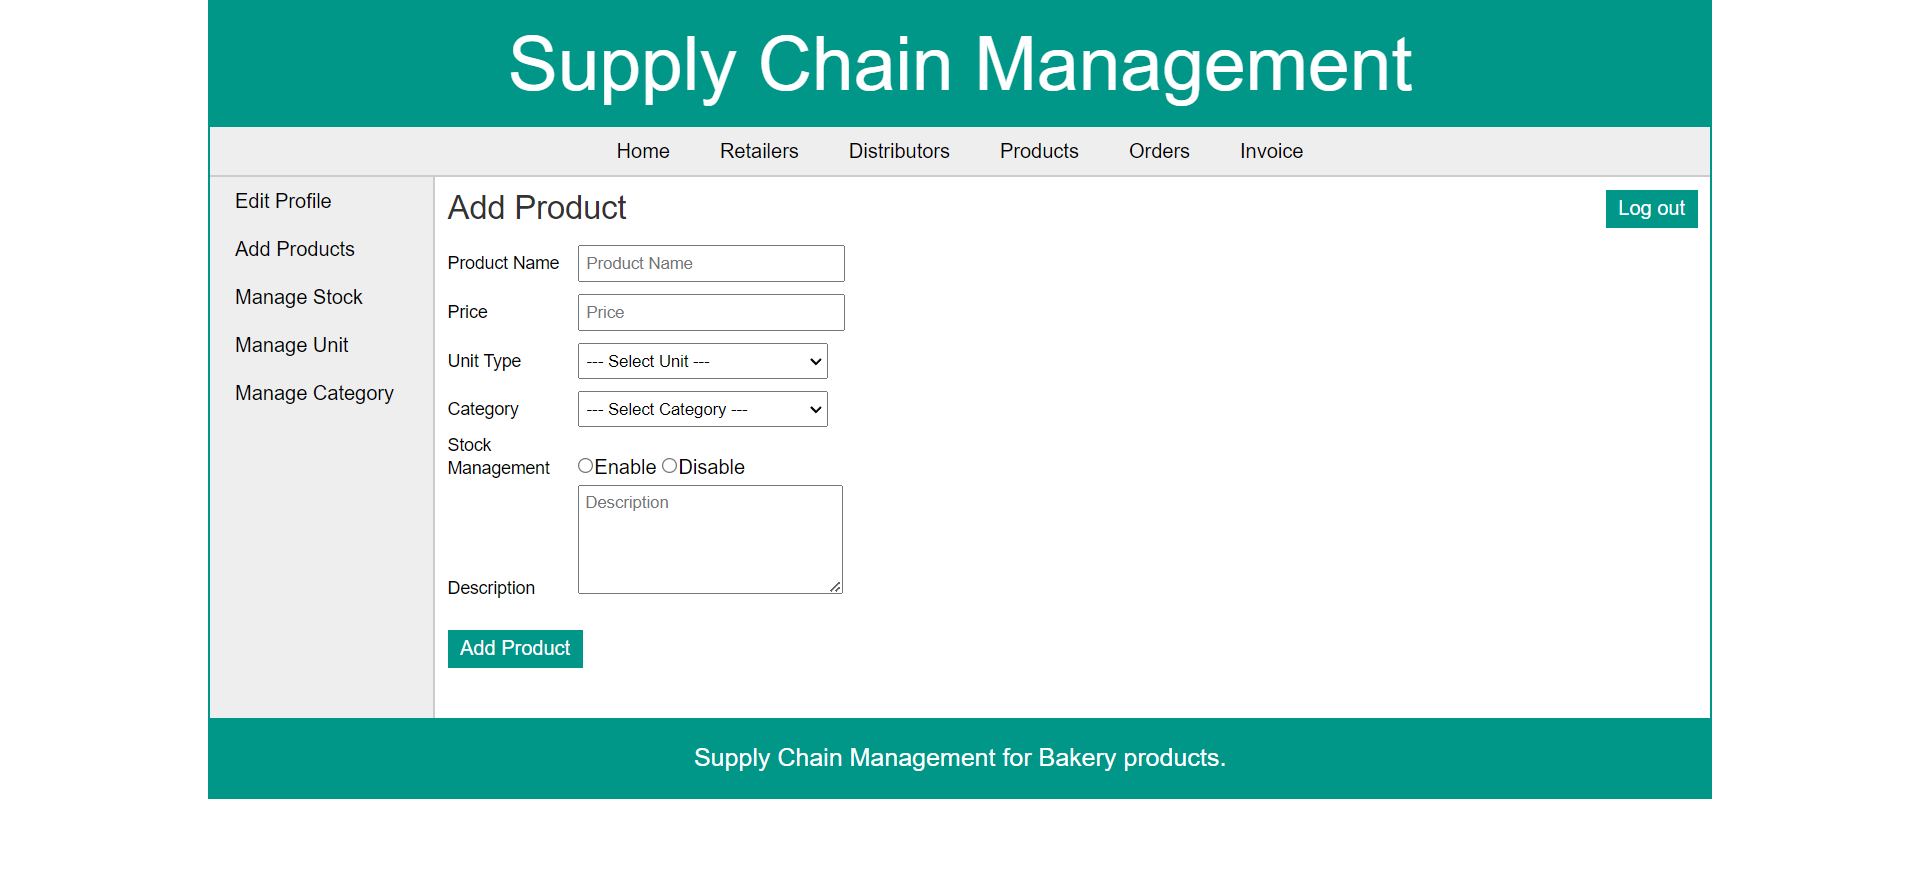 Supply Chain Management
Home Retailers Distributors Products Orders Invoice
Edit Profile
Add Products
Manage Stock
Manage Unit
Manage Category
Add Product
Log out
Product Name Product Name
Price Price
Unit Type --- Select Unit ---
Category --- Select Category ---
Stock
Management Enable Disable
Description
Description
Add Product
Supply Chain Management for Bakery products.